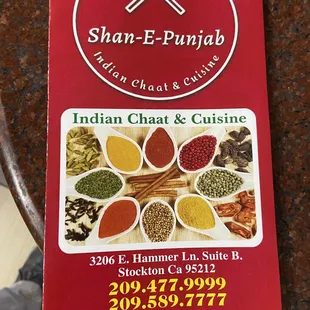 Shan-E-Punjab
Indian Chaat & Cuisine
Indian Chaat & Cuisine
3206 E. Hammer Ln. Suite B.
Stockton Ca 95212
209.477.9999
209.589.7777